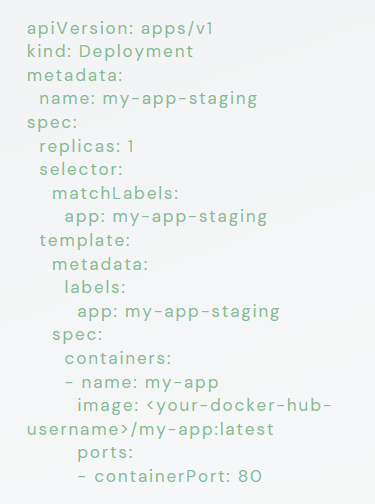 apiVersion: apps/v1
kind: Deployment
metadata:
  name: my-app-staging
spec:
  replicas: 1
  selector:
    matchLabels:
      app: my-app-staging
  template:
    metadata:
      labels:
        app: my-app-staging
    spec:
      containers:
      - name: my-app
        image: <your-docker-hub-
username>/my-app:latest
        ports:
        - containerPort: 80